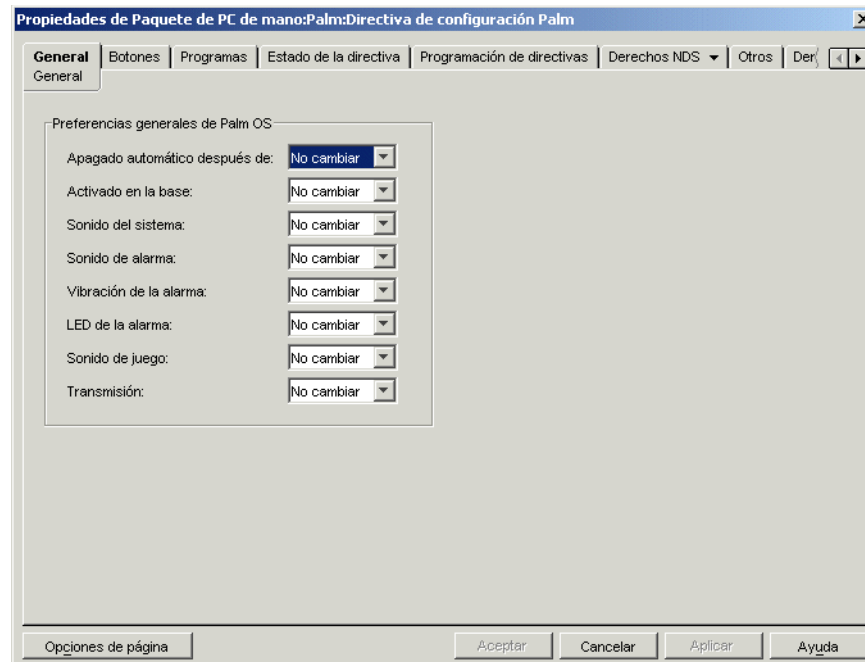 Propiedades de Paquete de PC de mano:Palm:Directiva de configuración Palm
General Botones Programas Estado de la directiva Programación de directivas Derechos NDS Otros
General
Preferencias generales de Palm OS
Apagado automático después de: No cambiar
Activado en la base: No cambiar
Sonido del sistema: No cambiar
Sonido de alarma: No cambiar
Vibración de la alarma: No cambiar
LED de la alarma: No cambiar
Sonido de juego: No cambiar
Transmisión: No cambiar
Opciones de página Aceptar Cancelar Aplicar Ayuda